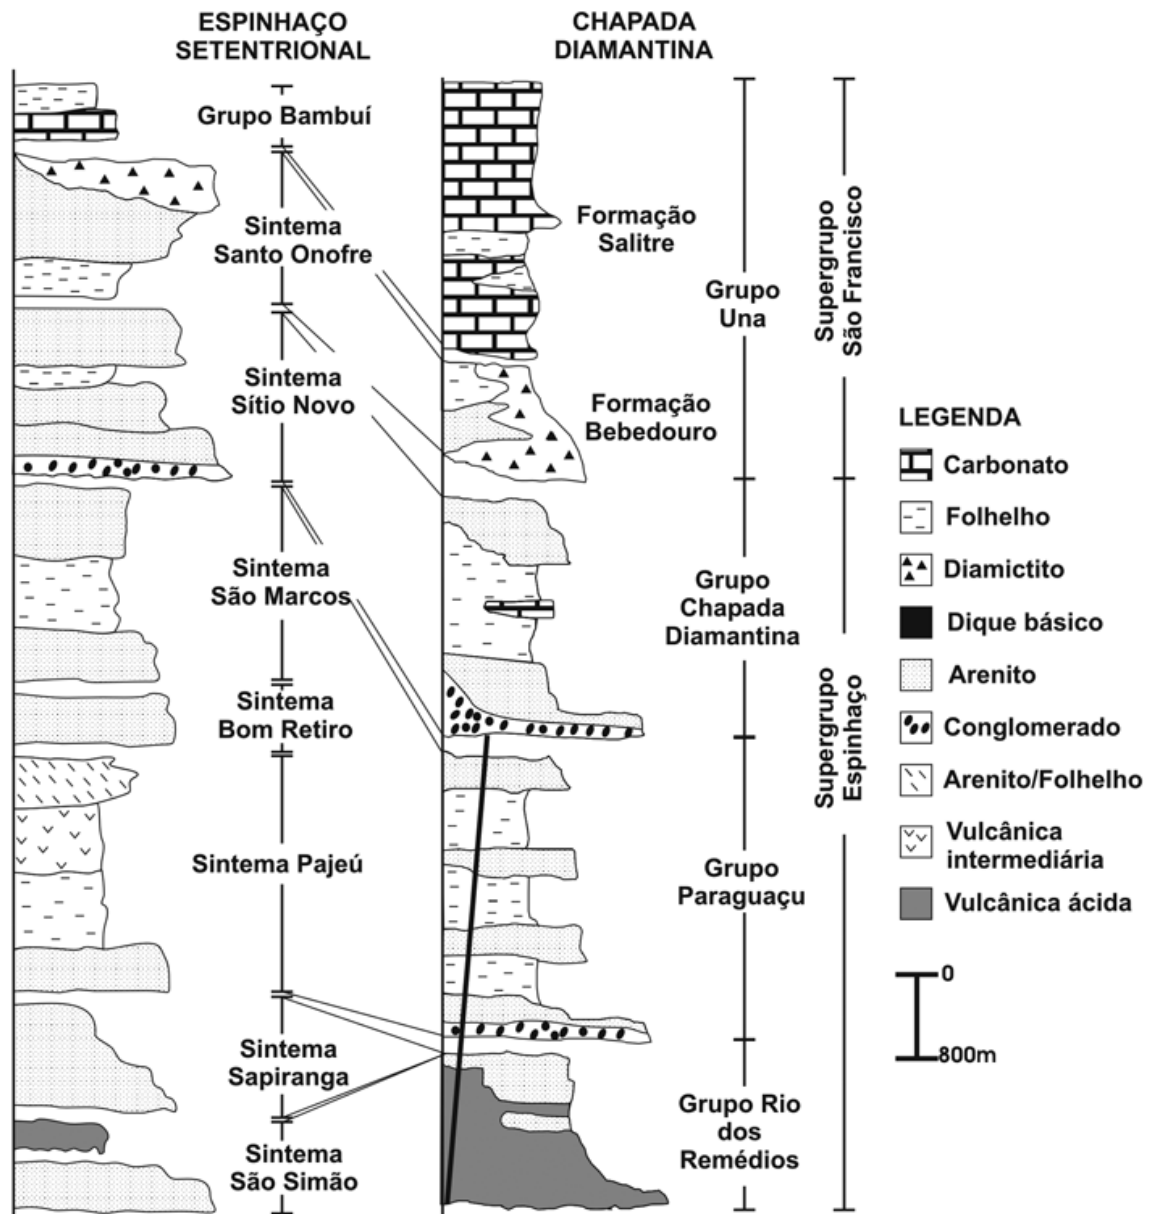 ESPINHAÇO
SETENTRIONAL
CHAPADA
DIAMANTINA
Grupo Bambuí
Sintema
Santo Onofre
Sintema
Sítio Novo
Sintema
São Marcos
Sintema
Bom Retiro
Sintema Pajeú
Sintema
Sapiranga
Sintema
São Simão
Formação
Salitre
Formação
Bebedouro
Grupo
Una
Grupo
Chapada
Diamantina
Grupo
Paraguaçu
Grupo Rio
dos
Remédios
Supergrupo
São Francisco
Supergrupo
Espinhaço
LEGENDA
Carbonato
Folhelho
Diamictito
Dique básico
Arenito
Conglomerado
Arenito/Folhelho
Vulcânica
intermediária
Vulcânica ácida
0
800m